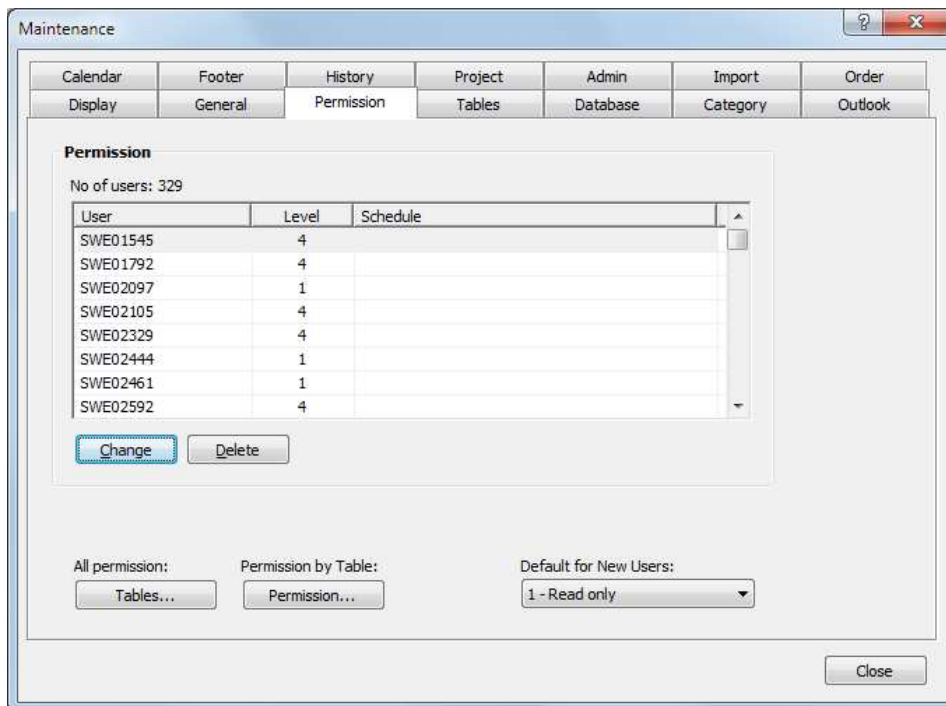 Maintenance
Calendar Footer History Project Admin Import Order
Display General Permission Tables Database Category Outlook
Permission
No of users: 329
User Level Schedule
SWE01545 4
SWE01792 4
SWE02097 1
SWE02105 4
SWE02329 4
SWE02444 1
SWE02461 1
SWE02592 4
Change Delete
All permission: Permission by Table: Default for New Users:
Tables... Permission... 1 - Read only
Close